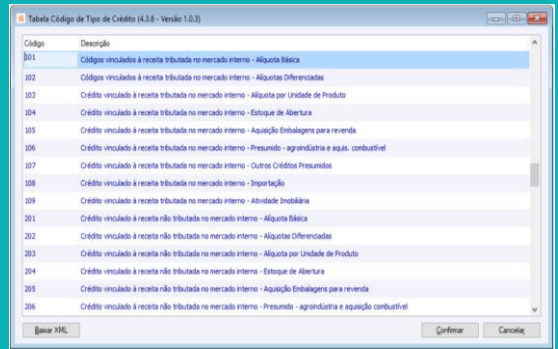 Tabela Código de Tipo de Crédito (4.3.6 - Versão 1.0.3)
Código Descrição
101 Códigos vinculados à receita tributada no mercado interno - Alíquota Básica
102 Códigos vinculados à receita tributada no mercado interno - Alíquotas Diferenciadas
103 Crédito vinculado à receita tributada no mercado interno - Alíquota por Unidade de Produto
104 Crédito vinculado à receita tributada no mercado interno - Estoque de Abertura
105 Crédito vinculado à receita tributada no mercado interno - Aquisição Embalagens para revenda
106 Crédito vinculado à receita tributada no mercado interno - Presumido - agroindústria e aquis. combustível
107 Crédito vinculado à receita tributada no mercado interno - Outros Créditos Presumidos
108 Crédito vinculado à receita tributada no mercado interno - Importação
109 Crédito vinculado à receita tributada no mercado interno - Atividade Imobiliária
201 Crédito vinculado à receita não tributada no mercado interno - Alíquota Básica
202 Crédito vinculado à receita não tributada no mercado interno - Alíquotas Diferenciadas
203 Crédito vinculado à receita não tributada no mercado interno - Alíquota por Unidade de Produto
204 Crédito vinculado à receita não tributada no mercado interno - Estoque de Abertura
205 Crédito vinculado à receita não tributada no mercado interno - Aquisição Embalagens para revenda
206 Crédito vinculado à receita não tributada no mercado interno - Presumido - agroindústria e aquisição combustível
Baixar XML Confirmar Cancelar